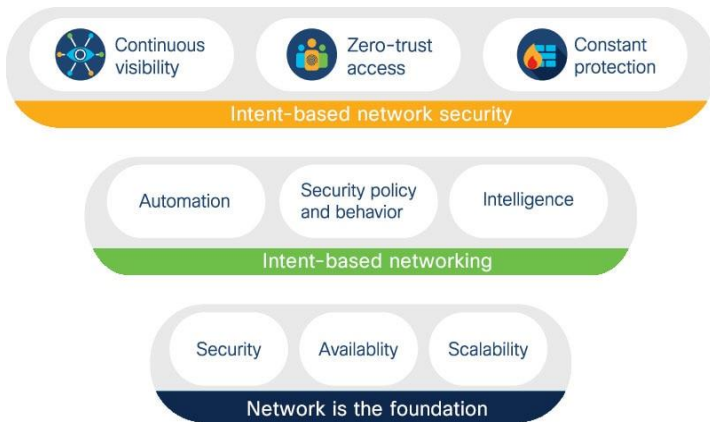 Continuous
visibility
Zero-trust
access
Constant
protection
Intent-based network security
Automation
Security policy
and behavior
Intelligence
Intent-based networking
Security
Availablity
Scalability
Network is the foundation